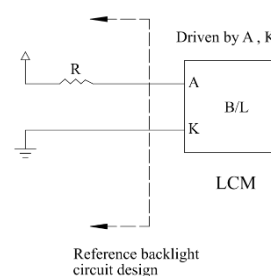 Driven by A , K
R
A
B/L
K
LCM
Reference backlight
circuit design